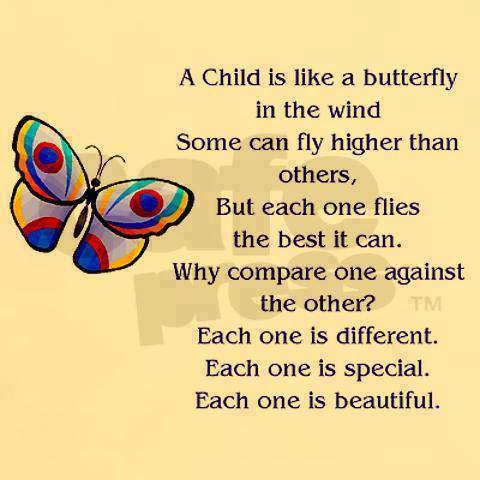 A Child is like a butterfly
in the wind
Some can fly higher than
others,
But each one flies
the best it can.
Why compare one against
the other?
Each one is different.
Each one is special.
Each one is beautiful.
cafe
press™